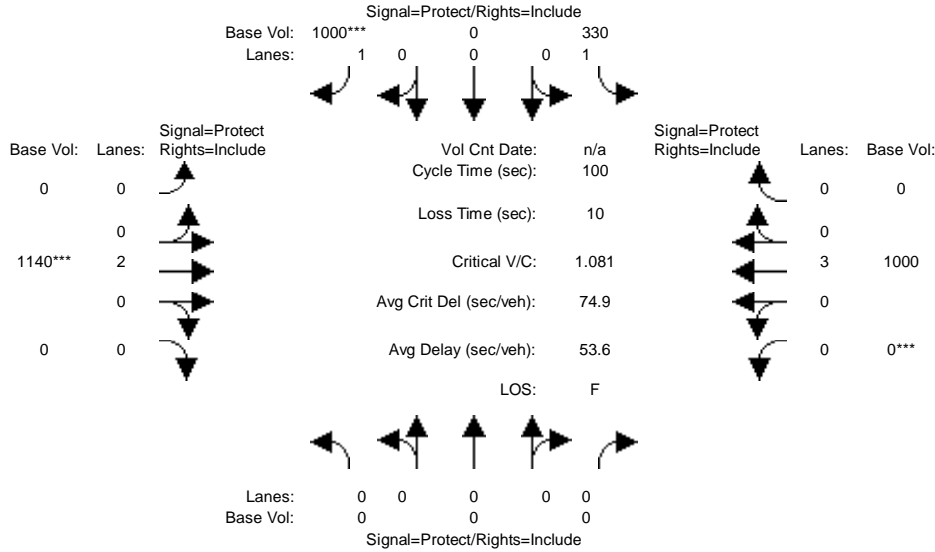 Signal=Protect/Rights=Include
Base Vol: 1000*** 0 330
Lanes: 1 0 0 0 1
Signal=Protect
Base Vol: Lanes: Rights=Include
Vol Cnt Date: n/a
Signal=Protect
Rights=Include Lanes: Base Vol:
Cycle Time (sec): 100
0 0
0 0
Loss Time (sec): 10
0
0
1140*** 2
Critical V/C: 1.081
3 1000
0
Avg Crit Del (sec/veh): 74.9
0
0 0
Avg Delay (sec/veh): 53.6
0 0***
LOS: F
Lanes: 0 0 0 0 0
Base Vol: 0 0 0
Signal=Protect/Rights=Include